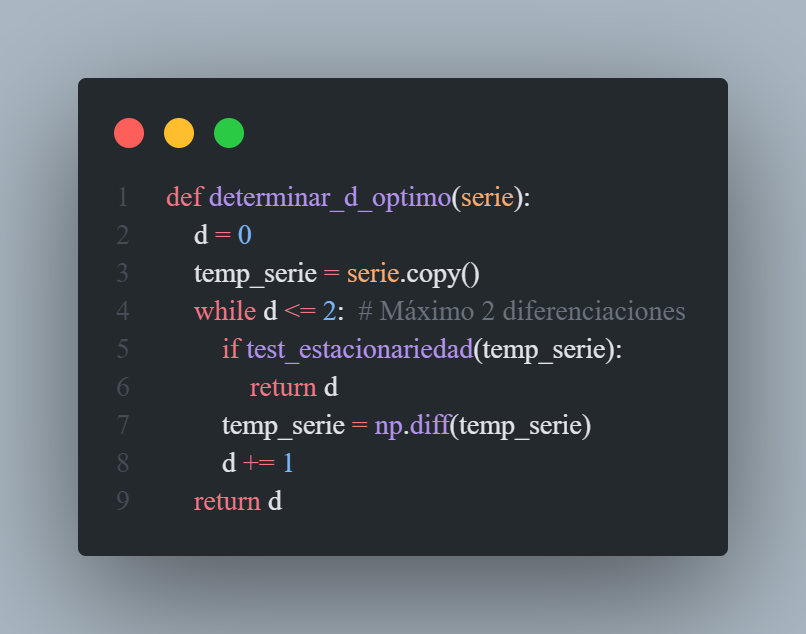 1 def determinar_d_optimo(serie):
2 d = 0
3 temp_serie = serie.copy()
4 while d <= 2: # Máximo 2 diferenciaciones
5 if test_estacionariedad(temp_serie):
6 return d
7 temp_serie = np.diff(temp_serie)
8 d += 1
9 return d